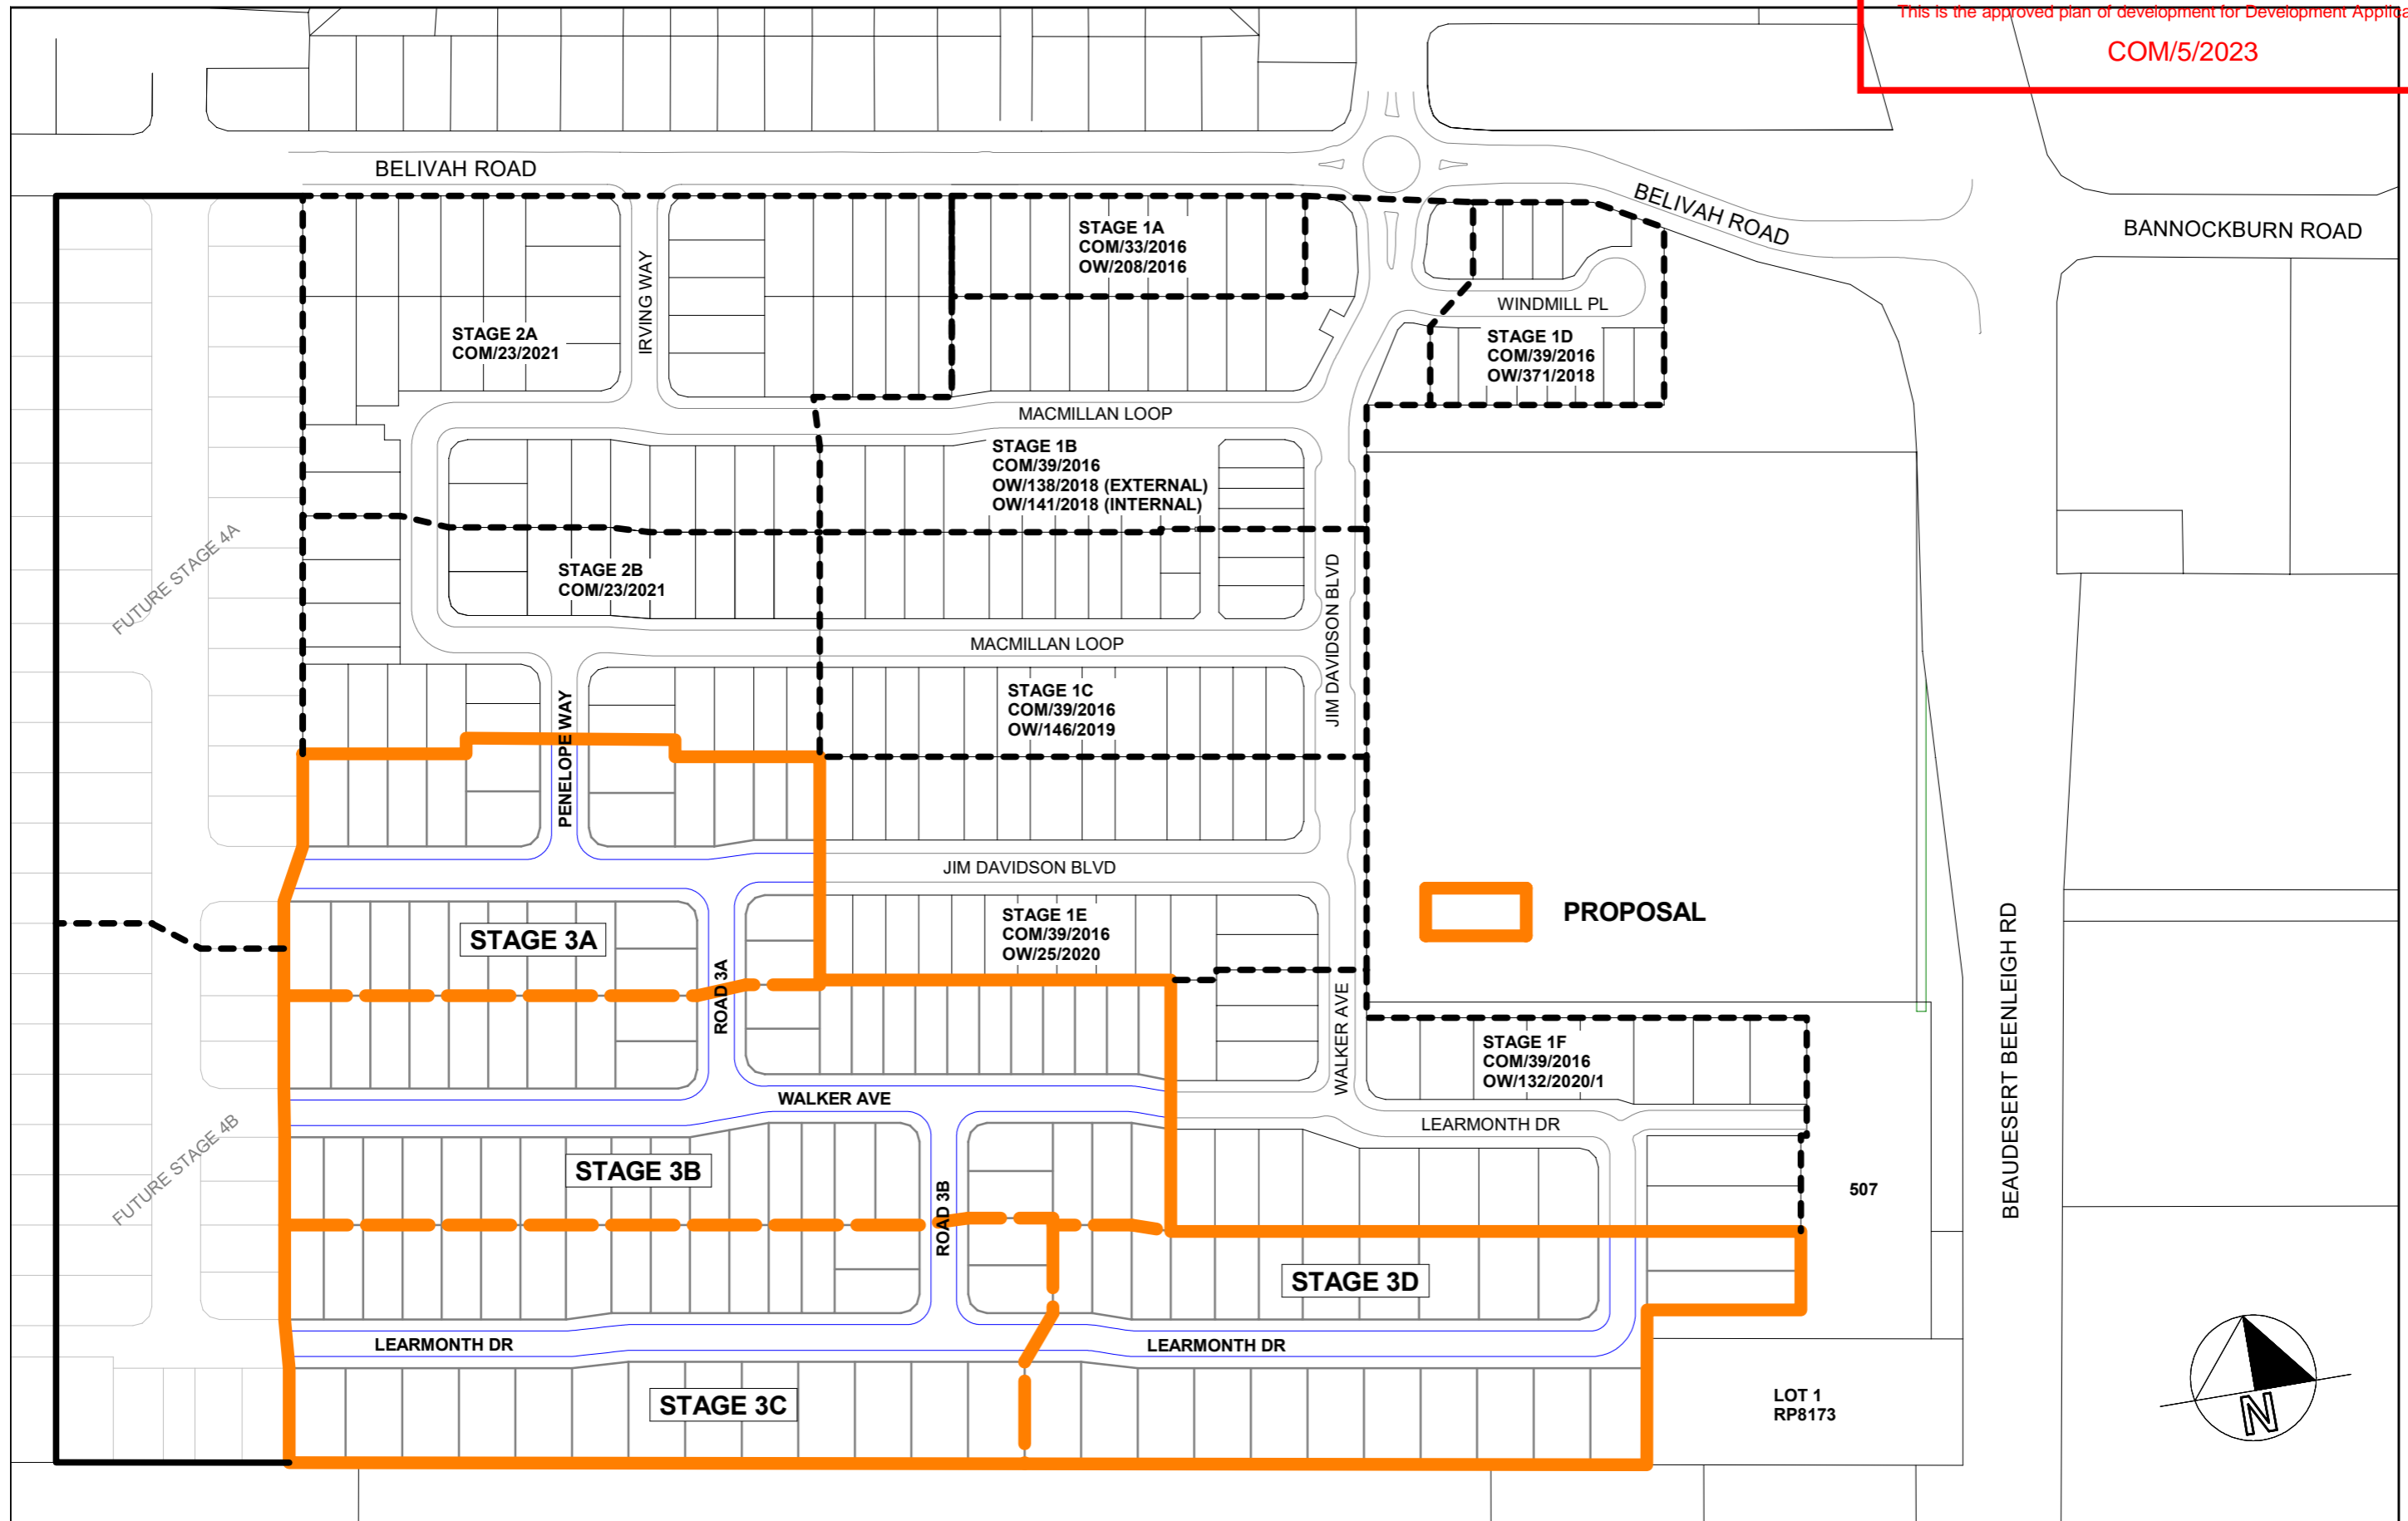 This is the approved plan of development for Development Applica
COM/5/2023
BELIVAH ROAD
BELIVAH ROAD
BANNOCKBURN ROAD
STAGE 1A
COM/33/2016
OW/208/2016
IRVING WAY
WINDMILL PL
STAGE 2A
COM/23/2021
STAGE 1D
COM/39/2016
OW/371/2018
MACMILLAN LOOP
STAGE 1B
COM/39/2016
OW/138/2018 (EXTERNAL)
OW/141/2018 (INTERNAL)
FUTURE STAGE 4A
STAGE 2B
COM/23/2021
JIM DAVIDSON BLVD
MACMILLAN LOOP
STAGE 1C
COM/39/2016
OW/146/2019
PENELOPE WAY
JIM DAVIDSON BLVD
PROPOSAL
STAGE 3A
STAGE 1E
COM/39/2016
OW/25/2020
ROAD 3A
WALKER AVE
BEAUDESERT BEENLEIGH RD
STAGE 1F
COM/39/2016
OW/132/2020/1
WALKER AVE
LEARMONTH DR
FUTURE STAGE 4B
STAGE 3B
507
ROAD 3B
STAGE 3D
LEARMONTH DR
LEARMONTH DR
STAGE 3C
LOT 1
RP8173
N